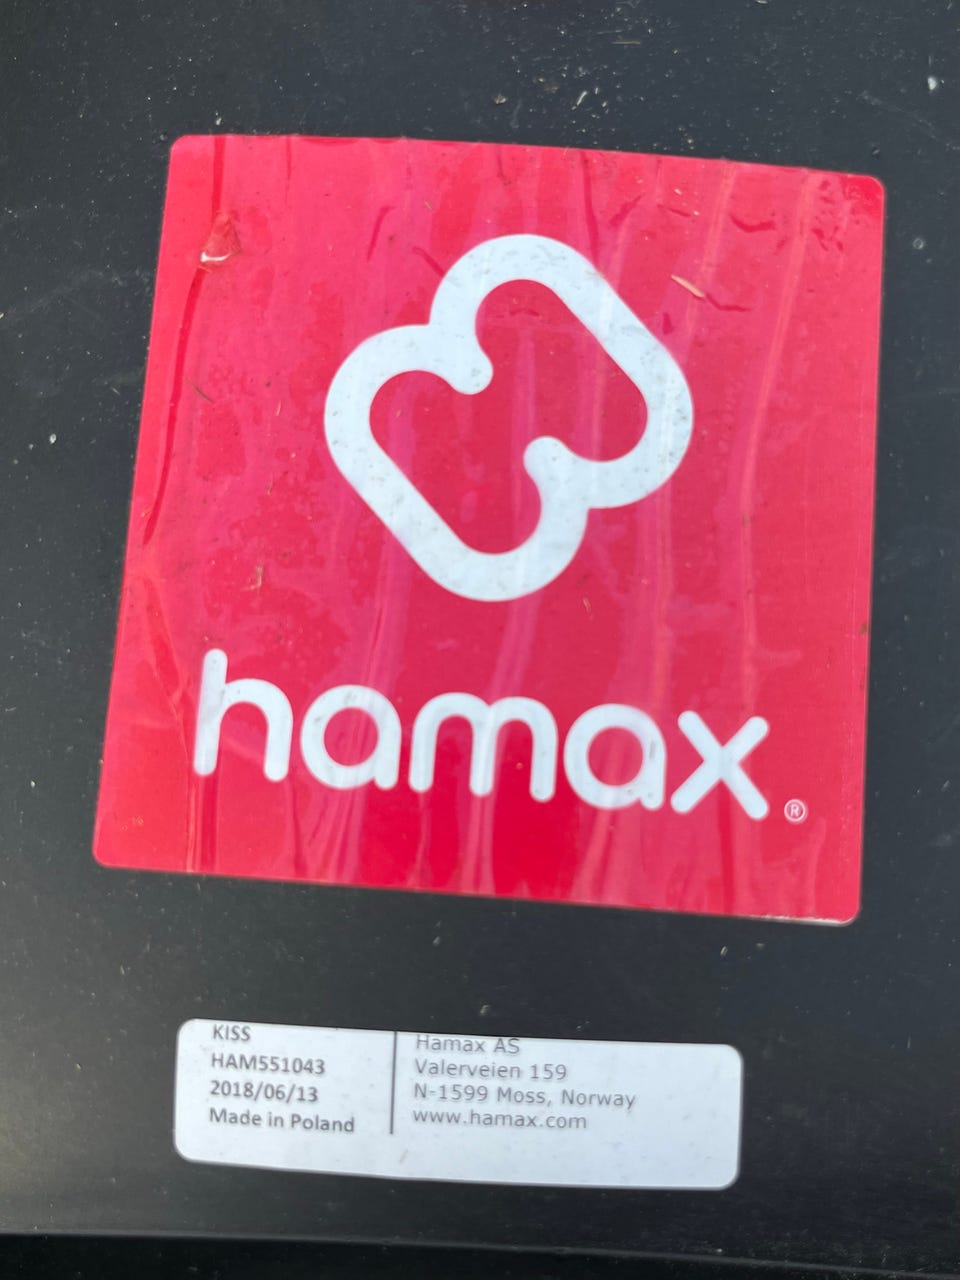 hamax ®
KISS
HAM551043
2018/06/13
Made in Poland
Hamax AS
Valerveien 159
N-1599 Moss, Norway
www.hamax.com